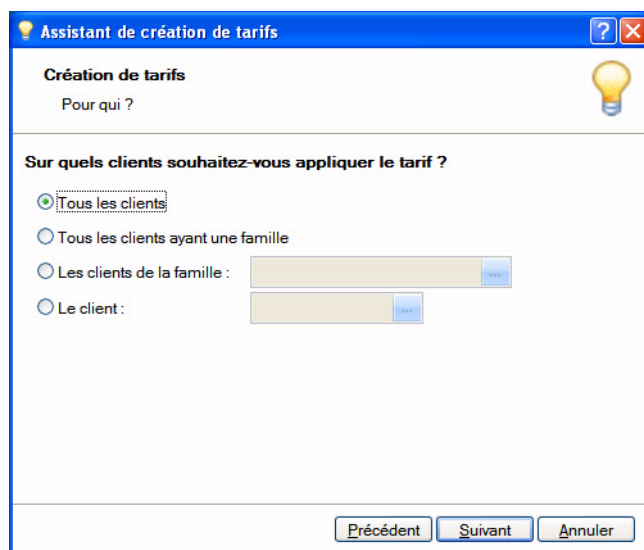 Assistant de création de tarifs
Création de tarifs
Pour qui ?
Sur quels clients souhaitez-vous appliquer le tarif ?
Tous les clients
Tous les clients ayant une famille
Les clients de la famille : ...
Le client : ...
Précédent Suivant Annuler